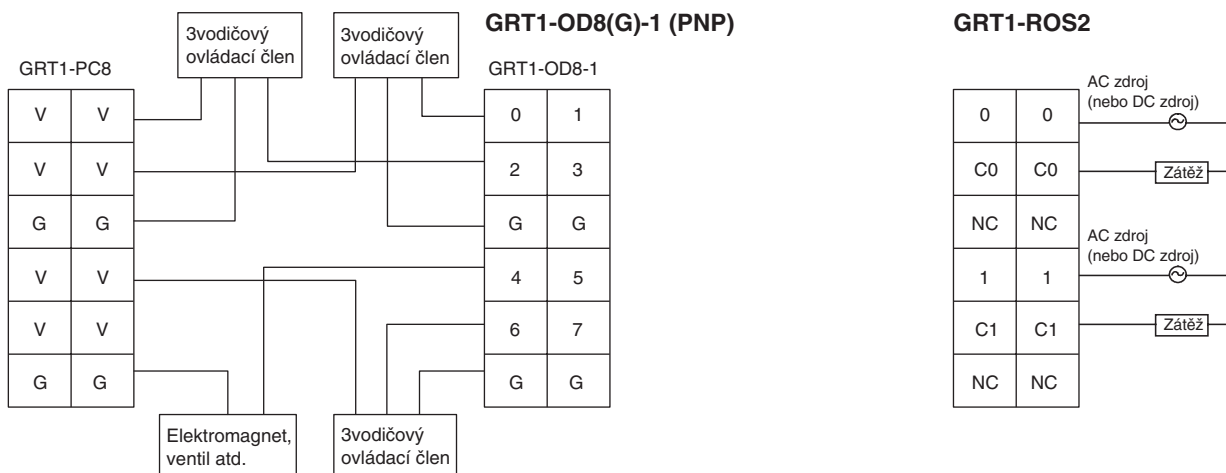 GRT1-OD8(G)-1 (PNP)
GRT1-ROS2
3vodičový
ovládací člen
3vodičový
ovládací člen
GRT1-PC8
GRT1-OD8-1
V V
V V
G G
V V
V V
G G
0 1
2 3
G G
4 5
6 7
G G
Elektromagnet,
ventil atd.
3vodičový
ovládací člen
0 0
C0 C0
NC NC
1 1
C1 C1
NC NC
AC zdroj
(nebo DC zdroj)
Zátěž
AC zdroj
(nebo DC zdroj)
Zátěž